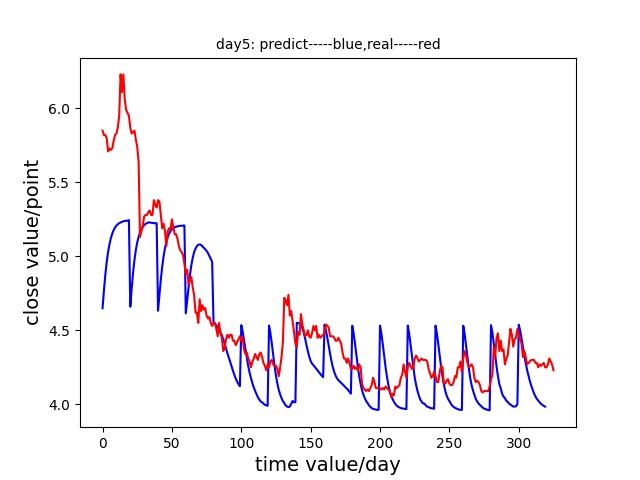 day5: predict-----blue,real-----red
close value/point
6.0
5.5
5.0
4.5
4.0
0 50 100 150 200 250 300
time value/day